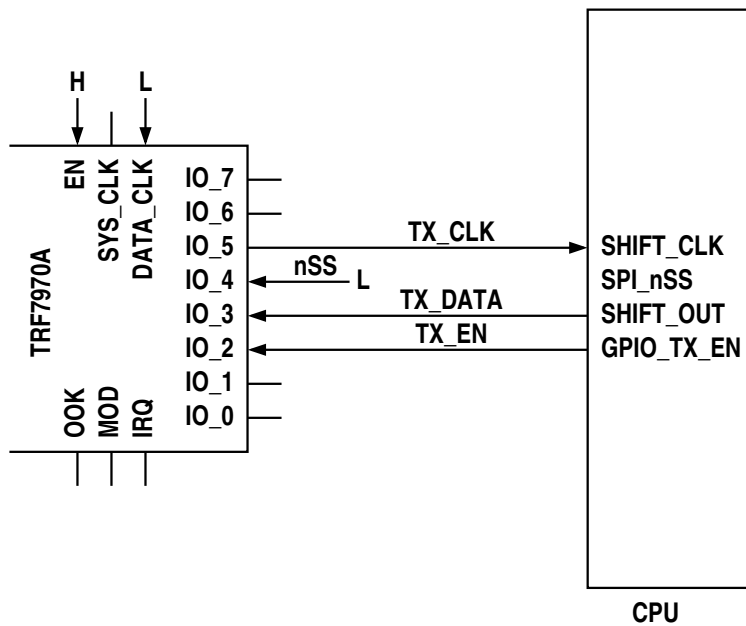 H L
EN
SYS_CLK
DATA_CLK
TRF7970A
OOK
MOD
IRQ
IO_7
IO_6
IO_5
IO_4
IO_3
IO_2
IO_1
IO_0
TX_CLK
nSS L
TX_DATA
TX_EN
SHIFT_CLK
SPI_nSS
SHIFT_OUT
GPIO_TX_EN
CPU